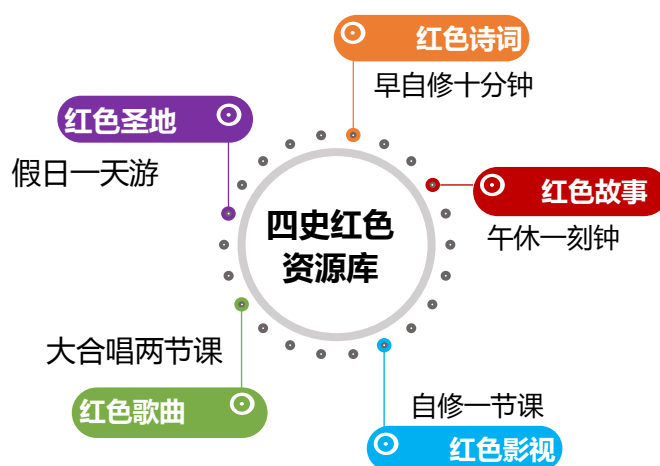 红色诗词
早自修十分钟
红色圣地
假日一天游
红色故事
午休一刻钟
四史红色
资源库
大合唱两节课
红色歌曲
自修一节课
红色影视